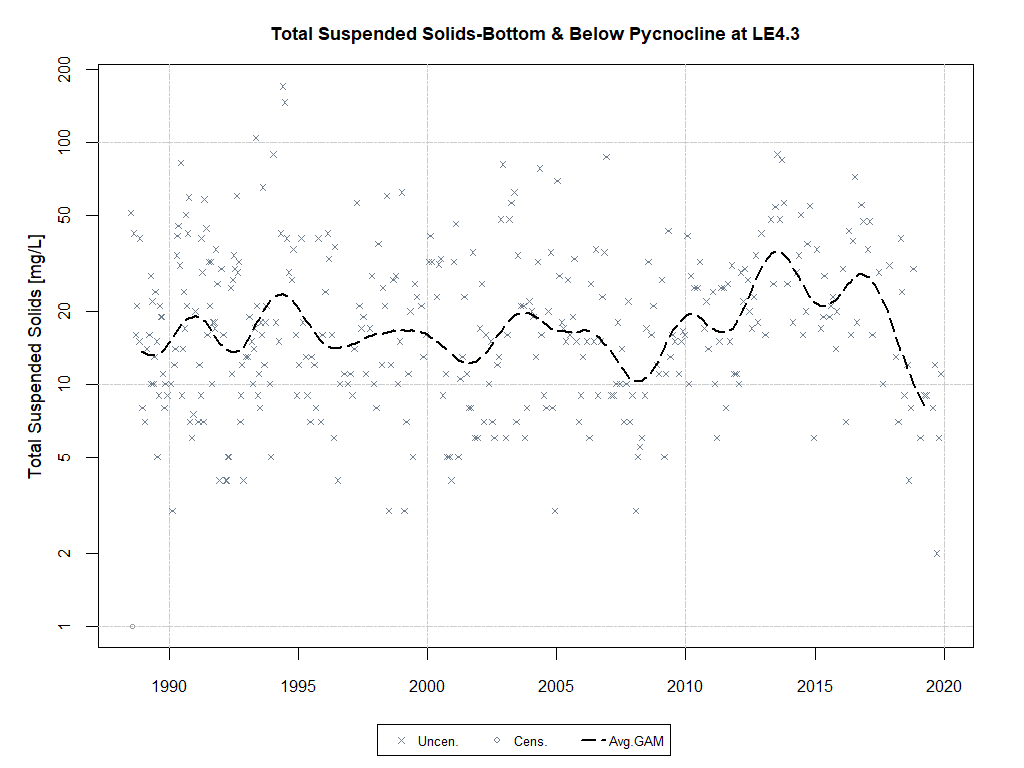 Total Suspended Solids-Bottom & Below Pycnocline at LE4.3
Total Suspended Solids [mg/L]
200
100
50
20
10
5
2
1
1990 1995 2000 2005 2010 2015 2020
Uncen. Cens. Avg.GAM